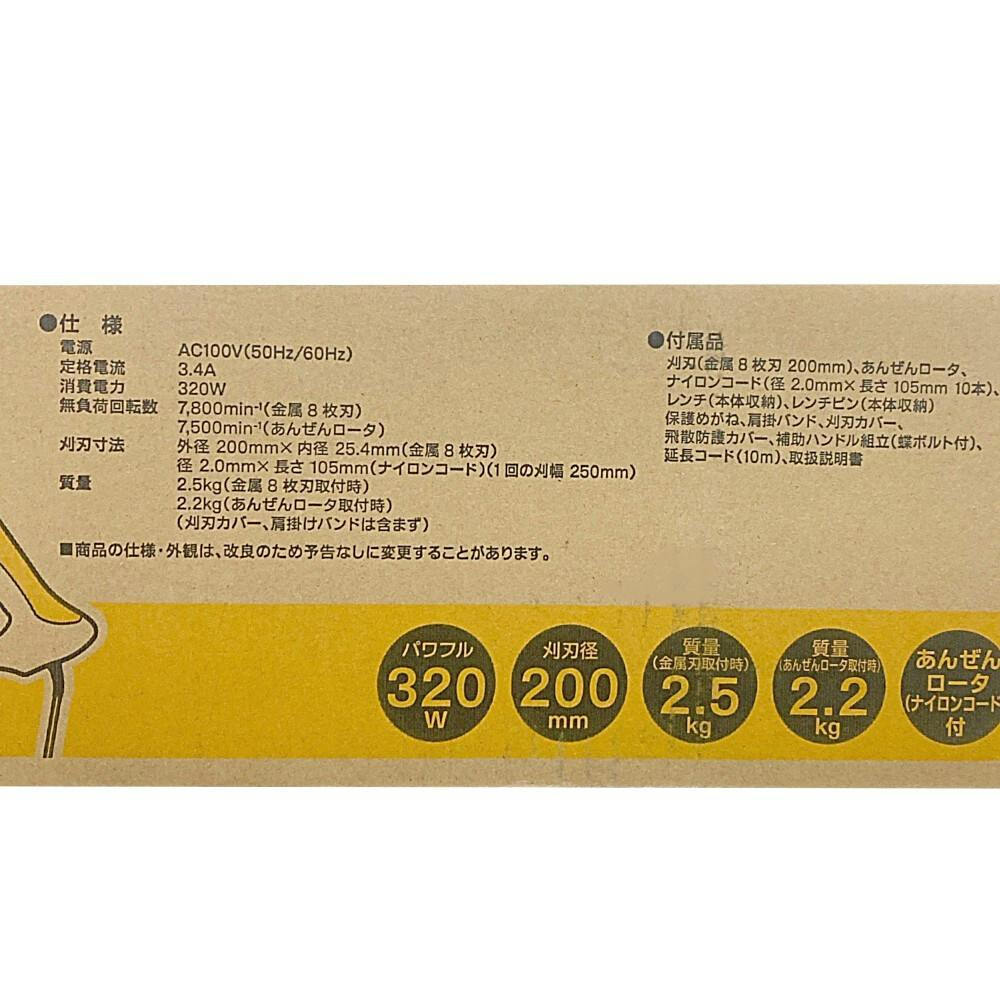 ●仕 様
電源 AC100V(50Hz/60Hz)
定格電流 3.4A
消費電力 320W
無負荷回転数 7,800min⁻¹(金属8枚刃)
7,500min⁻¹(あんぜんロータ)
刈刃寸法 外径 200mm×内径 25.4mm(金属8枚刃)
径 2.0mm×長さ 105mm(ナイロンコード)(1回の刈幅 250mm)
質量 2.5kg(金属8枚刃取付時)
2.2kg(あんぜんロータ取付時)
(刈刃カバー、肩掛けバンドは含まず)
■商品の仕様・外観は、改良のため予告なしに変更することがあります。
●付属品
刈刃(金属8枚刃 200mm)、あんぜんロータ、
ナイロンコード(径 2.0mm×長さ 105mm 10本)、
レンチ(本体収納)、レンチピン(本体収納)
保護めがね、肩掛バンド、刈刃カバー、
飛散防護カバー、補助ハンドル組立(蝶ボルト付)、
延長コード(10m)、取扱説明書
パワフル
320
W
刈刃径
200
mm
質量
(金属刃取付時)
2.5
kg
質量
(あんぜんロータ取付時)
2.2
kg
あんぜん
ロータ
(ナイロンコード
付